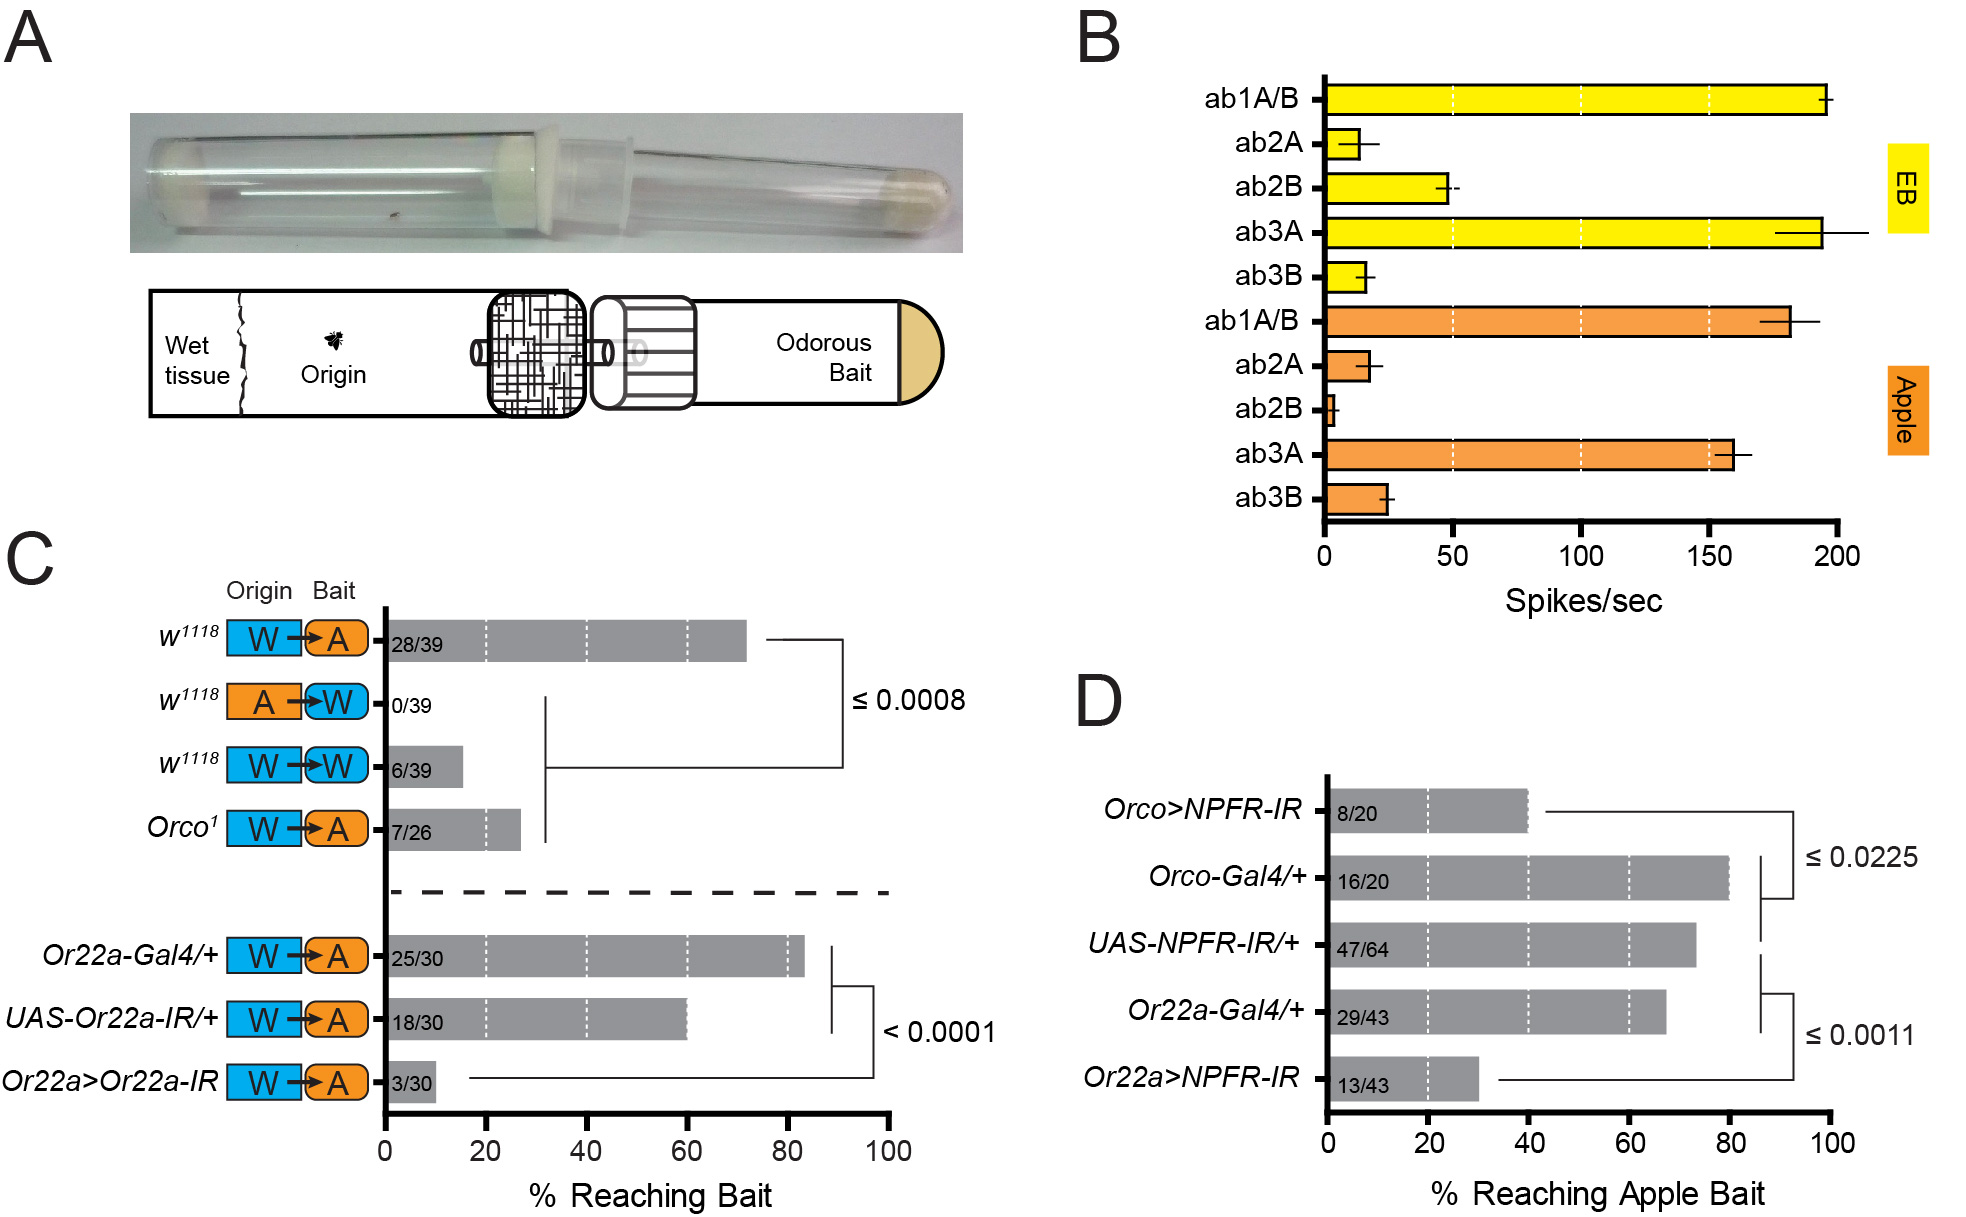 A
Wet
tissue
Origin
Odorous
Bait
B
ab1A/B
ab2A
ab2B
ab3A
ab3B
ab1A/B
ab2A
ab2B
ab3A
ab3B
EB
Apple
0 50 100 150 200
Spikes/sec
C
Origin Bait
w1118 W A 28/39
w1118 A W 0/39
w1118 W W 6/39
Orco1 W A 7/26
≤ 0.0008
Or22a-Gal4/+ W A 25/30
UAS-Or22a-IR/+ W A 18/30
Or22a>Or22a-IR W A 3/30
< 0.0001
0 20 40 60 80 100
% Reaching Bait
D
Orco>NPFR-IR 8/20
Orco-Gal4/+ 16/20
UAS-NPFR-IR/+ 47/64
Or22a-Gal4/+ 29/43
Or22a>NPFR-IR 13/43
≤ 0.0225
≤ 0.0011
0 20 40 60 80 100
% Reaching Apple Bait